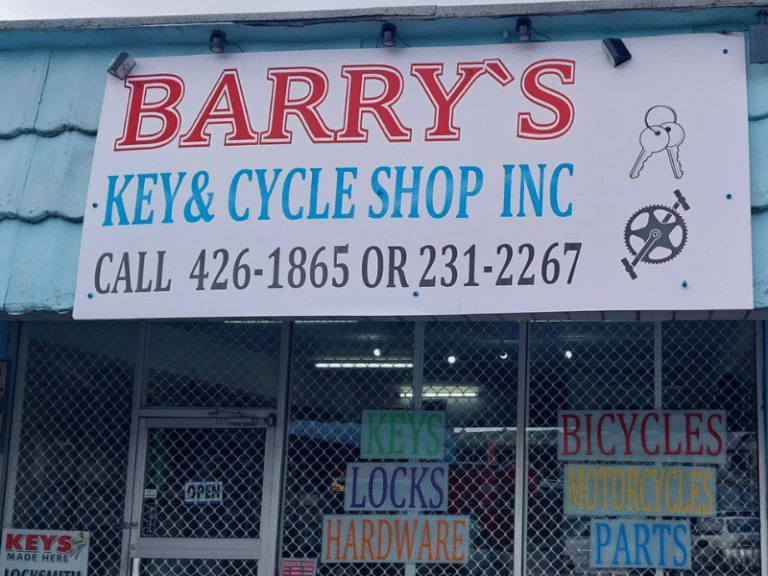 BARRY`S
KEY& CYCLE SHOP INC
CALL 426-1865 OR 231-2267
KEYS
LOCKS
HARDWARE
BICYCLES
MOTORCYCLES
PARTS
OPEN
KEYS
MADE HERE
LOCKSMITH